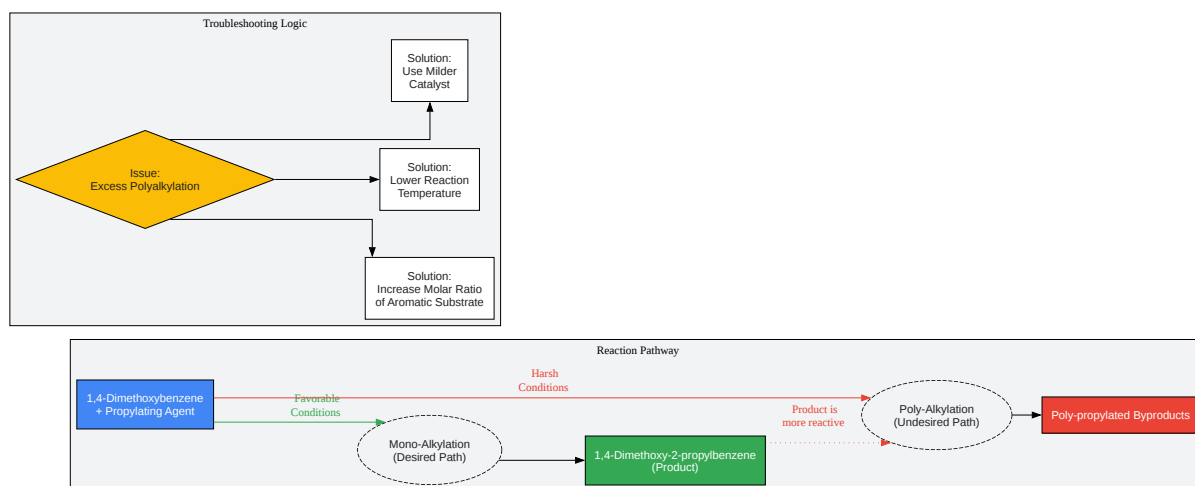 Troubleshooting Logic
Solution:
Use Milder
Catalyst
Issue:
Excess Polyalkylation
Solution:
Lower Reaction
Temperature
Solution:
Increase Molar Ratio
of Aromatic Substrate
Reaction Pathway
1,4-Dimethoxybenzene
+ Propylating Agent
Harsh
Conditions
Favorable
Conditions
Mono-Alkylation
(Desired Path)
1,4-Dimethoxy-2-propylbenzene
(Product)
Product is
more reactive
Poly-Alkylation
(Undesired Path)
Poly-propylated Byproducts